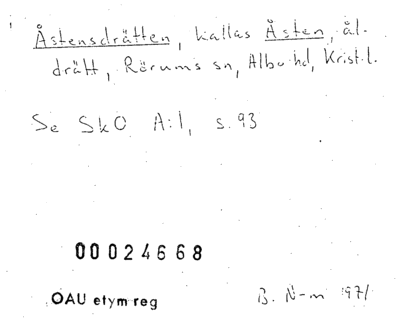 Åstensdrätten, kallas Åsten, ål-
drätt, Rörums sn, Albo hd, Krist.l.
Se SkO A:1, s. 93
00024668
OAU etym reg
B. N-m 1971